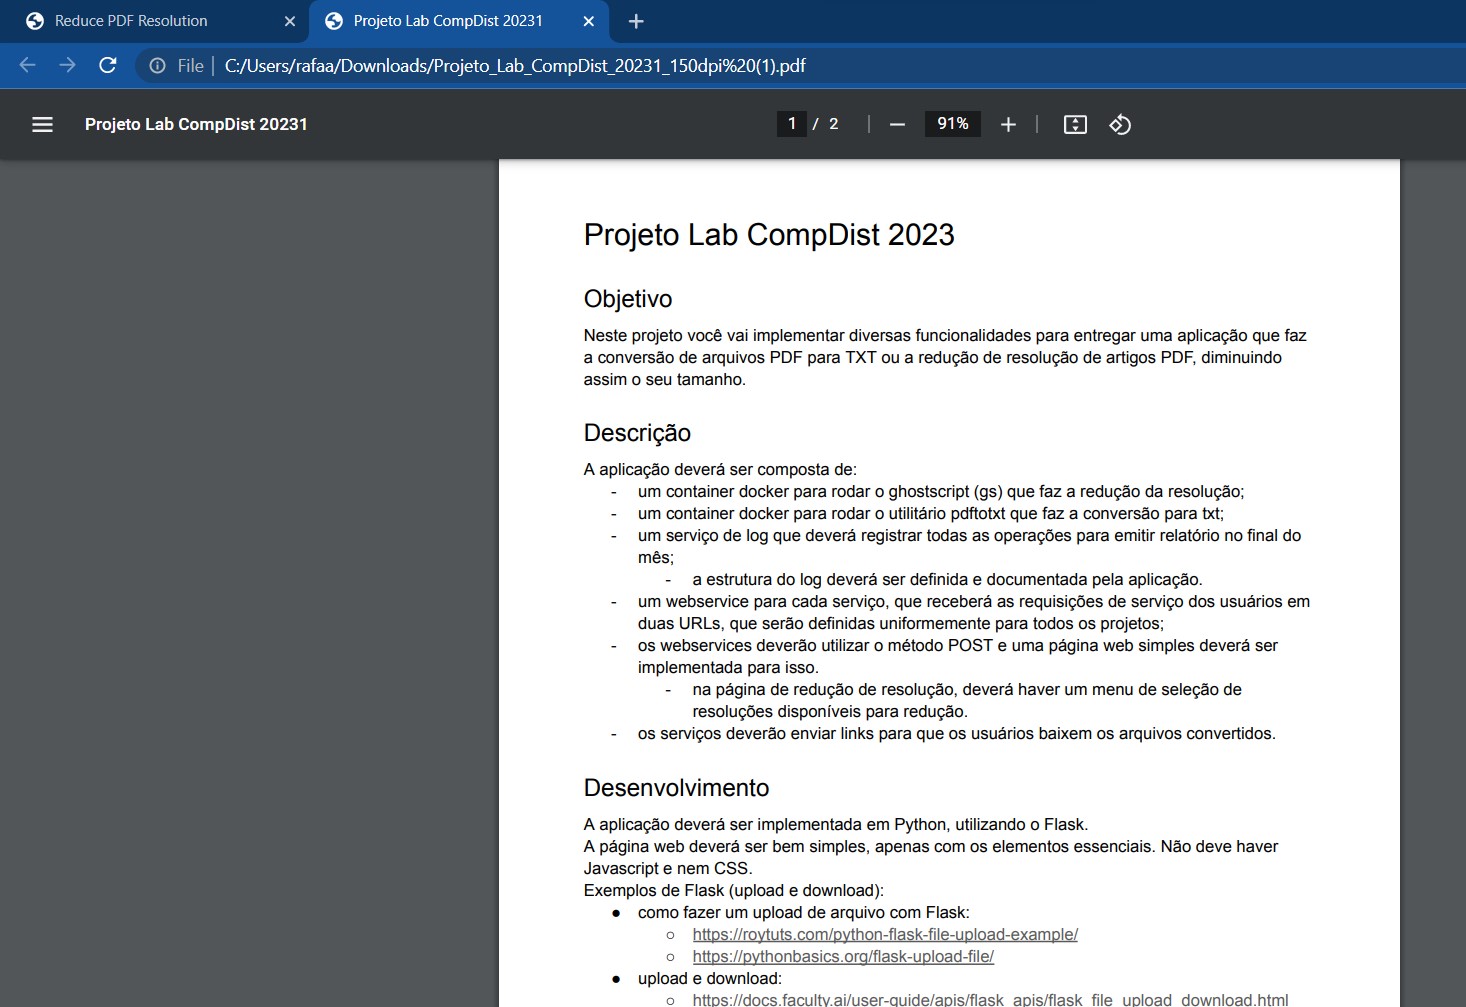 Reduce PDF Resolution
Projeto Lab CompDist 20231
File | C:/Users/rafaa/Downloads/Projeto_Lab_CompDist_20231_150dpi%20(1).pdf
Projeto Lab CompDist 20231
1 / 2
91%
Projeto Lab CompDist 2023
Objetivo
Neste projeto você vai implementar diversas funcionalidades para entregar uma aplicação que faz
a conversão de arquivos PDF para TXT ou a redução de resolução de artigos PDF, diminuindo
assim o seu tamanho.
Descrição
A aplicação deverá ser composta de:
- um container docker para rodar o ghostscript (gs) que faz a redução da resolução;
- um container docker para rodar o utilitário pdftotxt que faz a conversão para txt;
- um serviço de log que deverá registrar todas as operações para emitir relatório no final do
mês;
- a estrutura do log deverá ser definida e documentada pela aplicação.
- um webservice para cada serviço, que receberá as requisições de serviço dos usuários em
duas URLs, que serão definidas uniformemente para todos os projetos;
- os webservices deverão utilizar o método POST e uma página web simples deverá ser
implementada para isso.
- na página de redução de resolução, deverá haver um menu de seleção de
resoluções disponíveis para redução.
- os serviços deverão enviar links para que os usuários baixem os arquivos convertidos.
Desenvolvimento
A aplicação deverá ser implementada em Python, utilizando o Flask.
A página web deverá ser bem simples, apenas com os elementos essenciais. Não deve haver
Javascript e nem CSS.
Exemplos de Flask (upload e download):
● como fazer um upload de arquivo com Flask:
○ https://roytuts.com/python-flask-file-upload-example/
○ https://pythonbasics.org/flask-upload-file/
● upload e download:
○ https://docs.faculty.ai/user-guide/apis/flask_apis/flask_file_upload_download.html